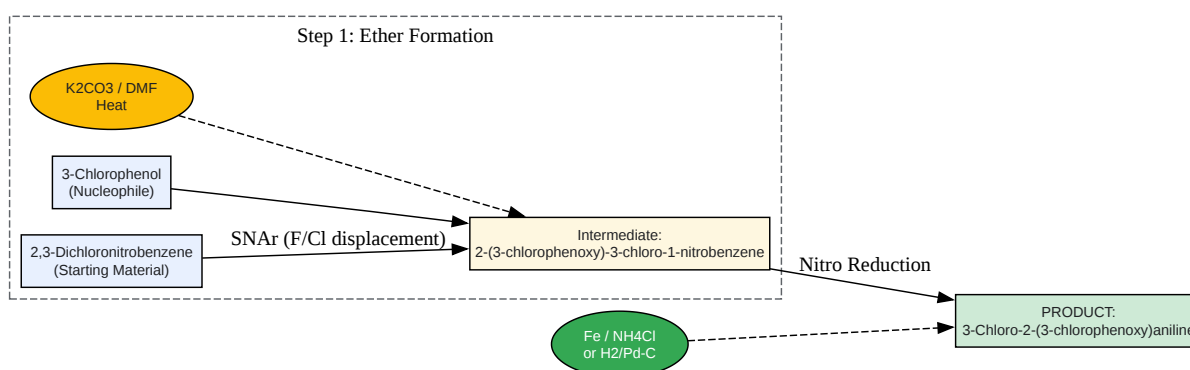 Step 1: Ether Formation
K2CO3 / DMF
Heat
3-Chlorophenol
(Nucleophile)
2,3-Dichloronitrobenzene
(Starting Material)
SNAr (F/Cl displacement)
Intermediate:
2-(3-chlorophenoxy)-3-chloro-1-nitrobenzene
Nitro Reduction
Fe / NH4Cl
or H2/Pd-C
PRODUCT:
3-Chloro-2-(3-chlorophenoxy)aniline